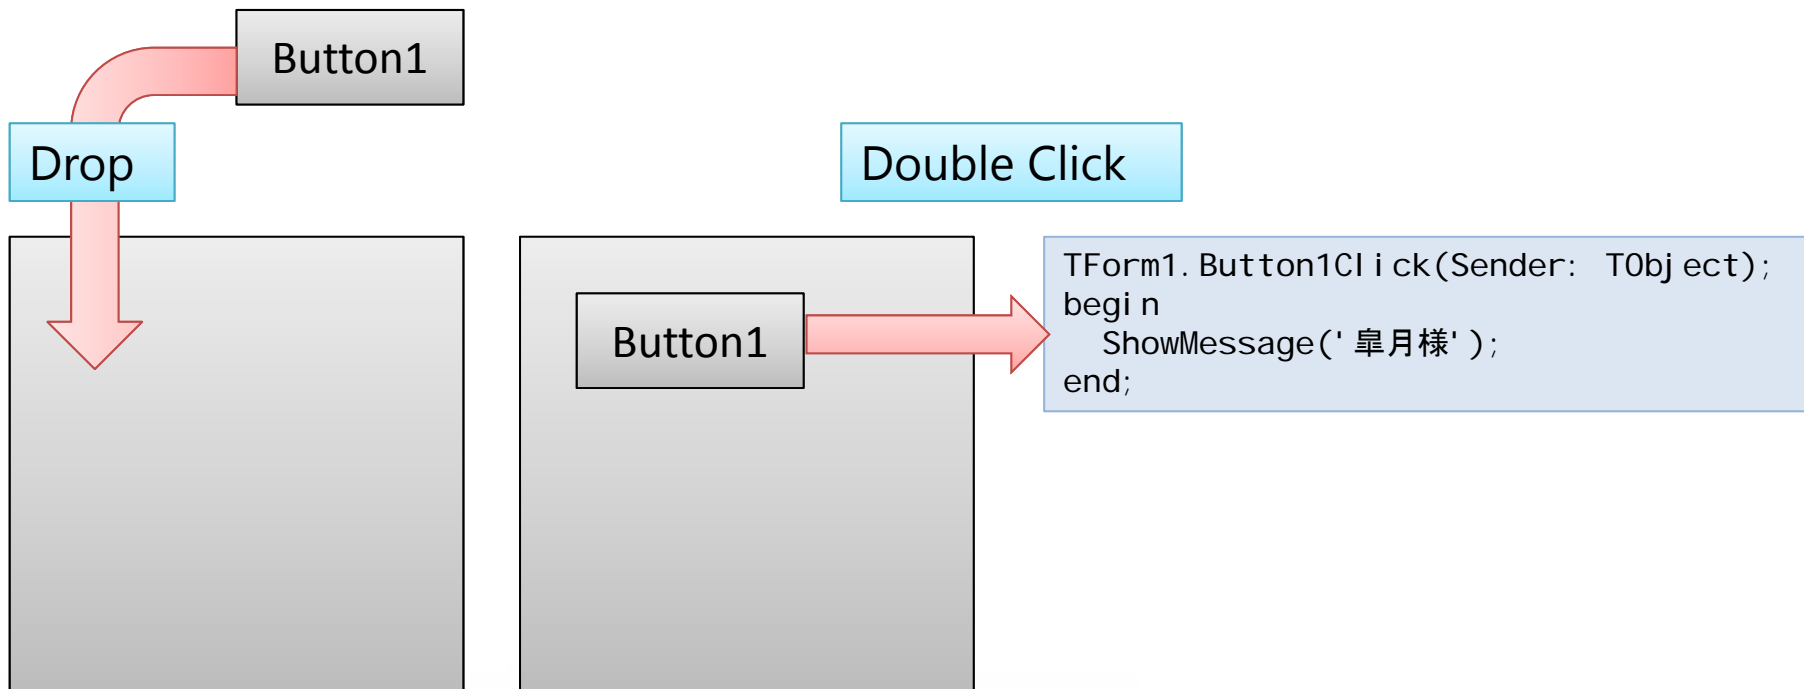 Button1
Drop
Double Click
Button1
TForm1.Button1Click(Sender: TObject);
begin
  ShowMessage('皐月様');
end;